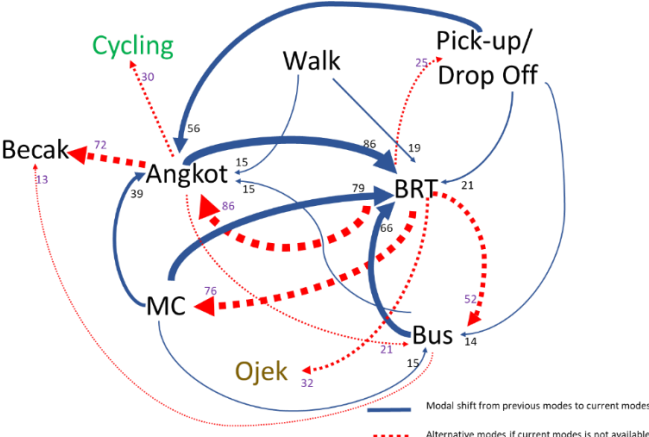 Cycling
Pick-up/
Drop Off
Walk
25
30
56
86
19
Becak
72
13
Angkot
15
15
39
86
79
BRT
21
66
76
52
MC
Bus
14
21
15
Ojek
32
Modal shift from previous modes to current modes
Alternative modes if current modes is not available